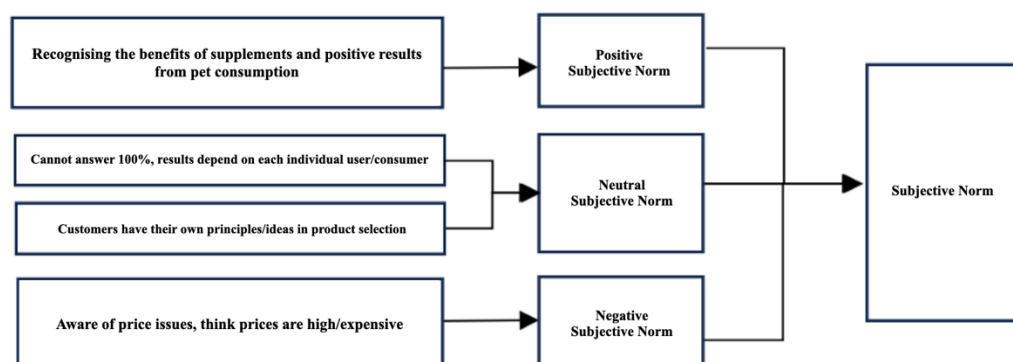 Recognising the benefits of supplements and positive results
from pet consumption
Positive
Subjective Norm
Cannot answer 100%, results depend on each individual user/consumer
Customers have their own principles/ideas in product selection
Neutral
Subjective Norm
Aware of price issues, think prices are high/expensive
Negative
Subjective Norm
Subjective Norm